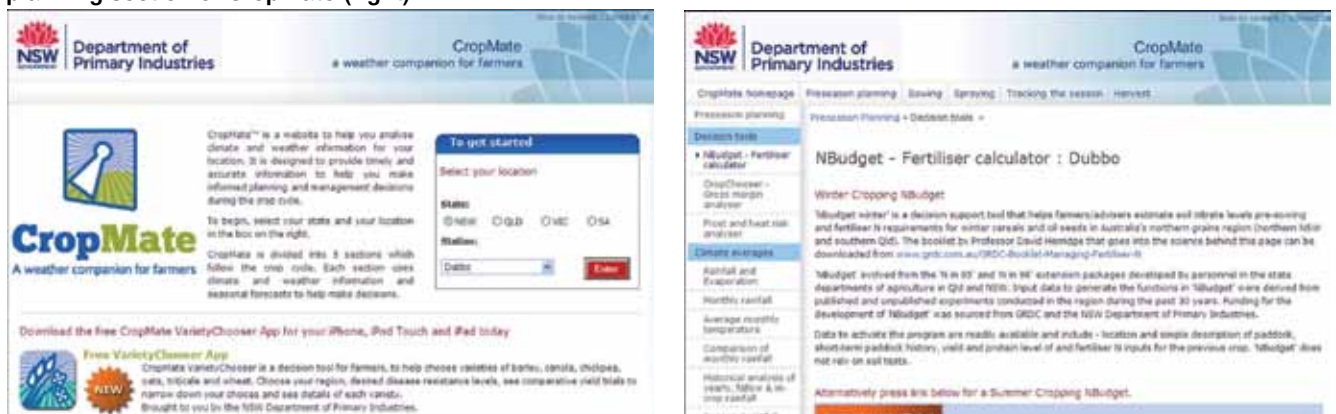 planning section of CropMate (right)
NSW
GOVERNMENT
Department of
Primary Industries
CropMate
a weather companion for farmers
CropMate
A weather companion for farmers
CropMate™ is a website to help you analyse
climate and weather information for your
location. It is designed to provide timely and
accurate information to help you make
informed planning and management decisions
during the crop cycle.
To begin, select your state and your location
in the box on the right.
CropMate is divided into 5 sections which
follow the crop cycle. Each section uses
climate and weather information and
seasonal forecasts to help make decisions.
To get started
Select your location
State:
NSW QLD VIC SA
Station:
Dubbo
Enter
Download the free CropMate VarietyChooser App for your iPhone, iPod Touch and iPad today
NEW
Free VarietyChooser App
CropMate VarietyChooser is a decision tool for farmers, to help choose varieties of barley, canola, chickpea,
oats, triticale and wheat. Choose your region, desired disease resistance levels, see comparative yield trials to
narrow down your choices and see details of each variety.
Brought to you by the NSW Department of Primary Industries.
NSW
GOVERNMENT
Department of
Primary Industries
CropMate
a weather companion for farmers
CropMate homepage Preseason planning Sowing Spraying Tracking the season Harvest
Preseason planning
Decision tools
NBudget - Fertiliser
calculator
CropChooser -
Gross margin
analyser
Frost and heat risk
analyser
Climate averages
Rainfall and
Evaporation
Monthly rainfall
Average monthly
temperature
Comparison of
monthly rainfall
Historical analysis of
yearly, fallow & in-
crop rainfall
Preseason Planning » Decision tools »
NBudget - Fertiliser calculator : Dubbo
Winter Cropping NBudget
'NBudget winter' is a decision support tool that helps farmers/advisers estimate soil nitrate levels pre-sowing
and fertiliser N requirements for winter cereals and oil seeds in Australia's northern grains region (northern NSW
and southern Qld). The booklet by Professor David Herridge that goes into the science behind this page can be
downloaded from www.grdc.com.au/GRDC-Booklet-Managing-Fertiliser-N
'NBudget' evolved from the 'N in 95' and 'N in 96' extension packages developed by personnel in the state
departments of agriculture in Qld and NSW. Input data to generate the functions in 'NBudget' were derived from
published and unpublished experiments conducted in the region during the past 30 years. Funding for the
development of 'NBudget' was sourced from GRDC and the NSW Department of Primary Industries.
Data to activate the program are readily available and include - location and simple description of paddock,
short-term paddock history, yield and protein level of and fertiliser N inputs for the previous crop. 'NBudget' does
not rely on soil tests.
Alternatively press link below for a Summer Cropping NBudget.